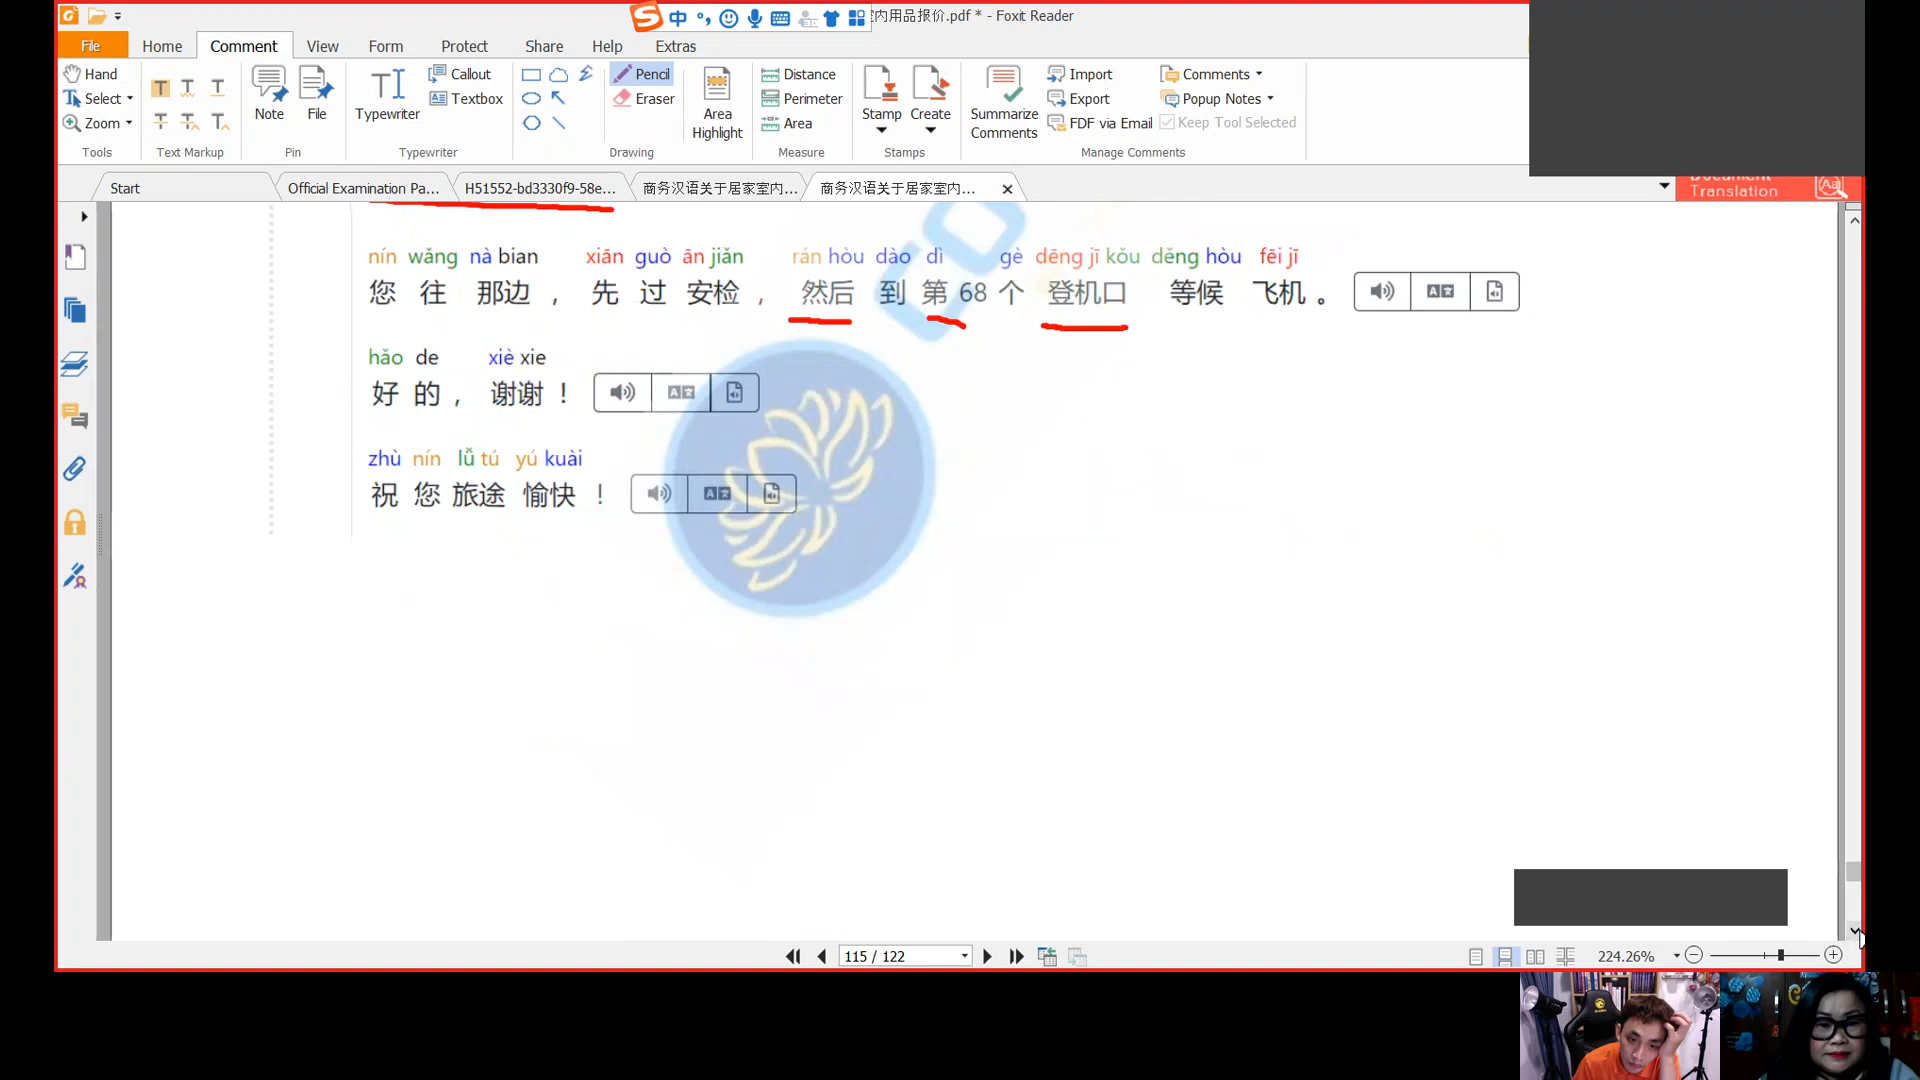 中
室内用品报价.pdf * - Foxit Reader
File Home Comment View Form Protect Share Help Extras
Hand
Select
Zoom
Tools
Text Markup
Note
File
Pin
Typewriter
Typewriter
Callout
Textbox
Pencil
Eraser
Drawing
Area Highlight
Distance
Perimeter
Area
Measure
Stamp
Create
Stamps
Summarize Comments
Import
Export
FDF via Email
Comments
Popup Notes
Keep Tool Selected
Manage Comments
Start
Official Examination Pa...
H51552-bd3330f9-58e...
商务汉语关于居家室内...
商务汉语关于居家室内...
Document
Translation
nín wǎng nà bian xiān guò ān jiǎn rán hòu dào dì gè dēng jī kǒu děng hòu fēi jī
您 往 那边 , 先 过 安检 , 然后 到 第 68 个 登机口 等候 飞机 。
hǎo de xiè xie
好 的 , 谢谢 !
zhù nín lǚ tú yú kuài
祝 您 旅途 愉快 !
115 / 122
224.26%